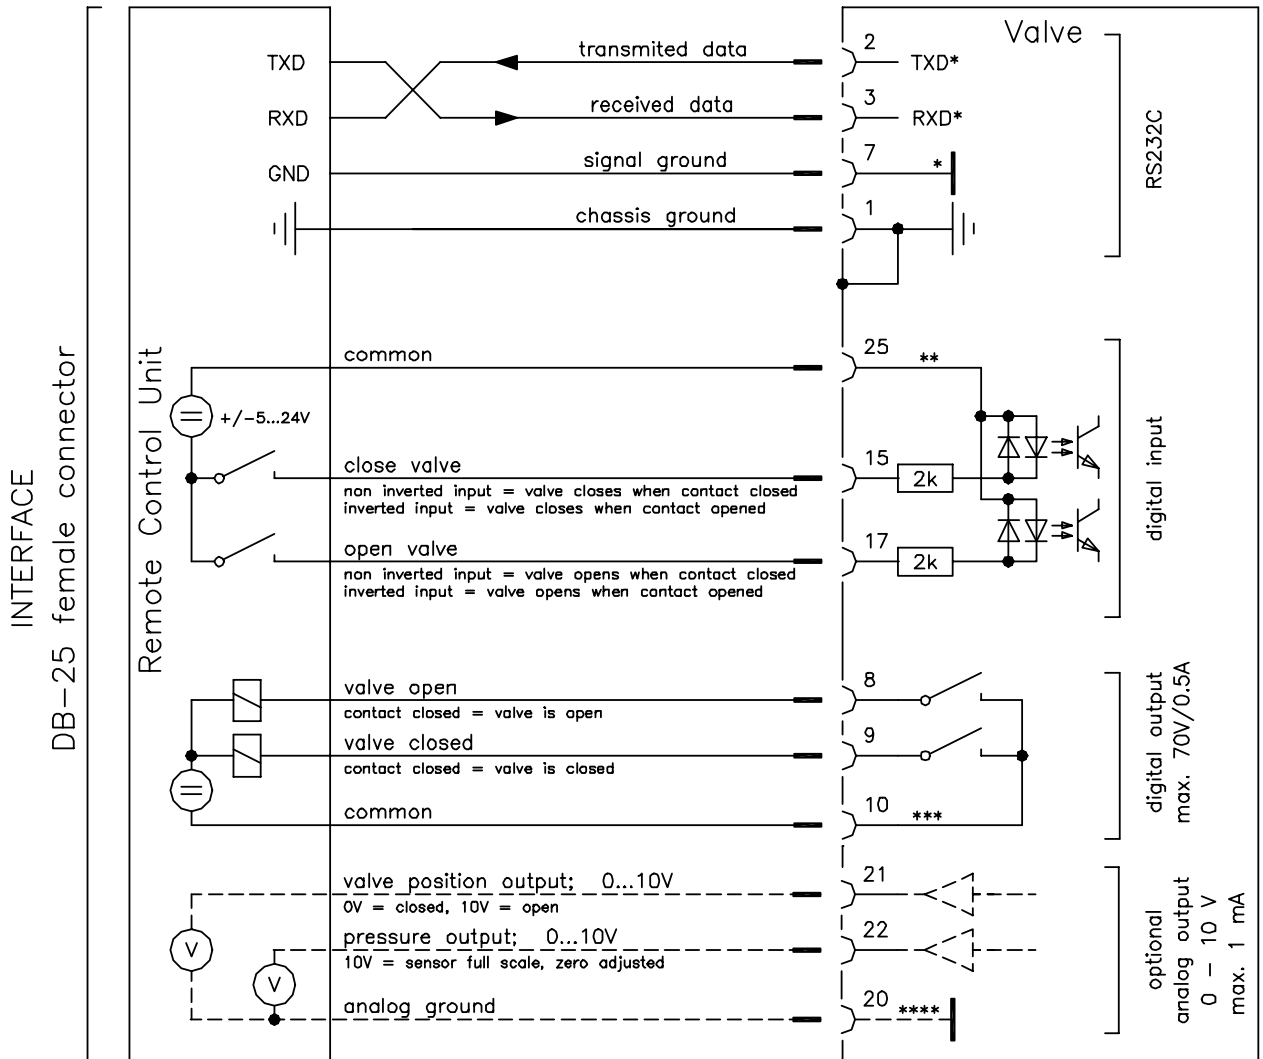 INTERFACE
DB-25 female connector
Remote Control Unit
Valve
TXD
transmited data
2
TXD*
RXD
received data
3
RXD*
GND
signal ground
7
*
chassis ground
1
RS232C
common
25
**
+/-5...24V
close valve
15
2k
non inverted input = valve closes when contact closed
inverted input = valve closes when contact opened
open valve
17
2k
non inverted input = valve opens when contact closed
inverted input = valve opens when contact opened
digital input
valve open
8
contact closed = valve is open
valve closed
9
contact closed = valve is closed
common
10
***
digital output
max. 70V/0.5A
valve position output; 0...10V
21
0V = closed, 10V = open
V
pressure output; 0...10V
22
10V = sensor full scale, zero adjusted
V
analog ground
20
****
optional
analog output
0 - 10 V
max. 1 mA